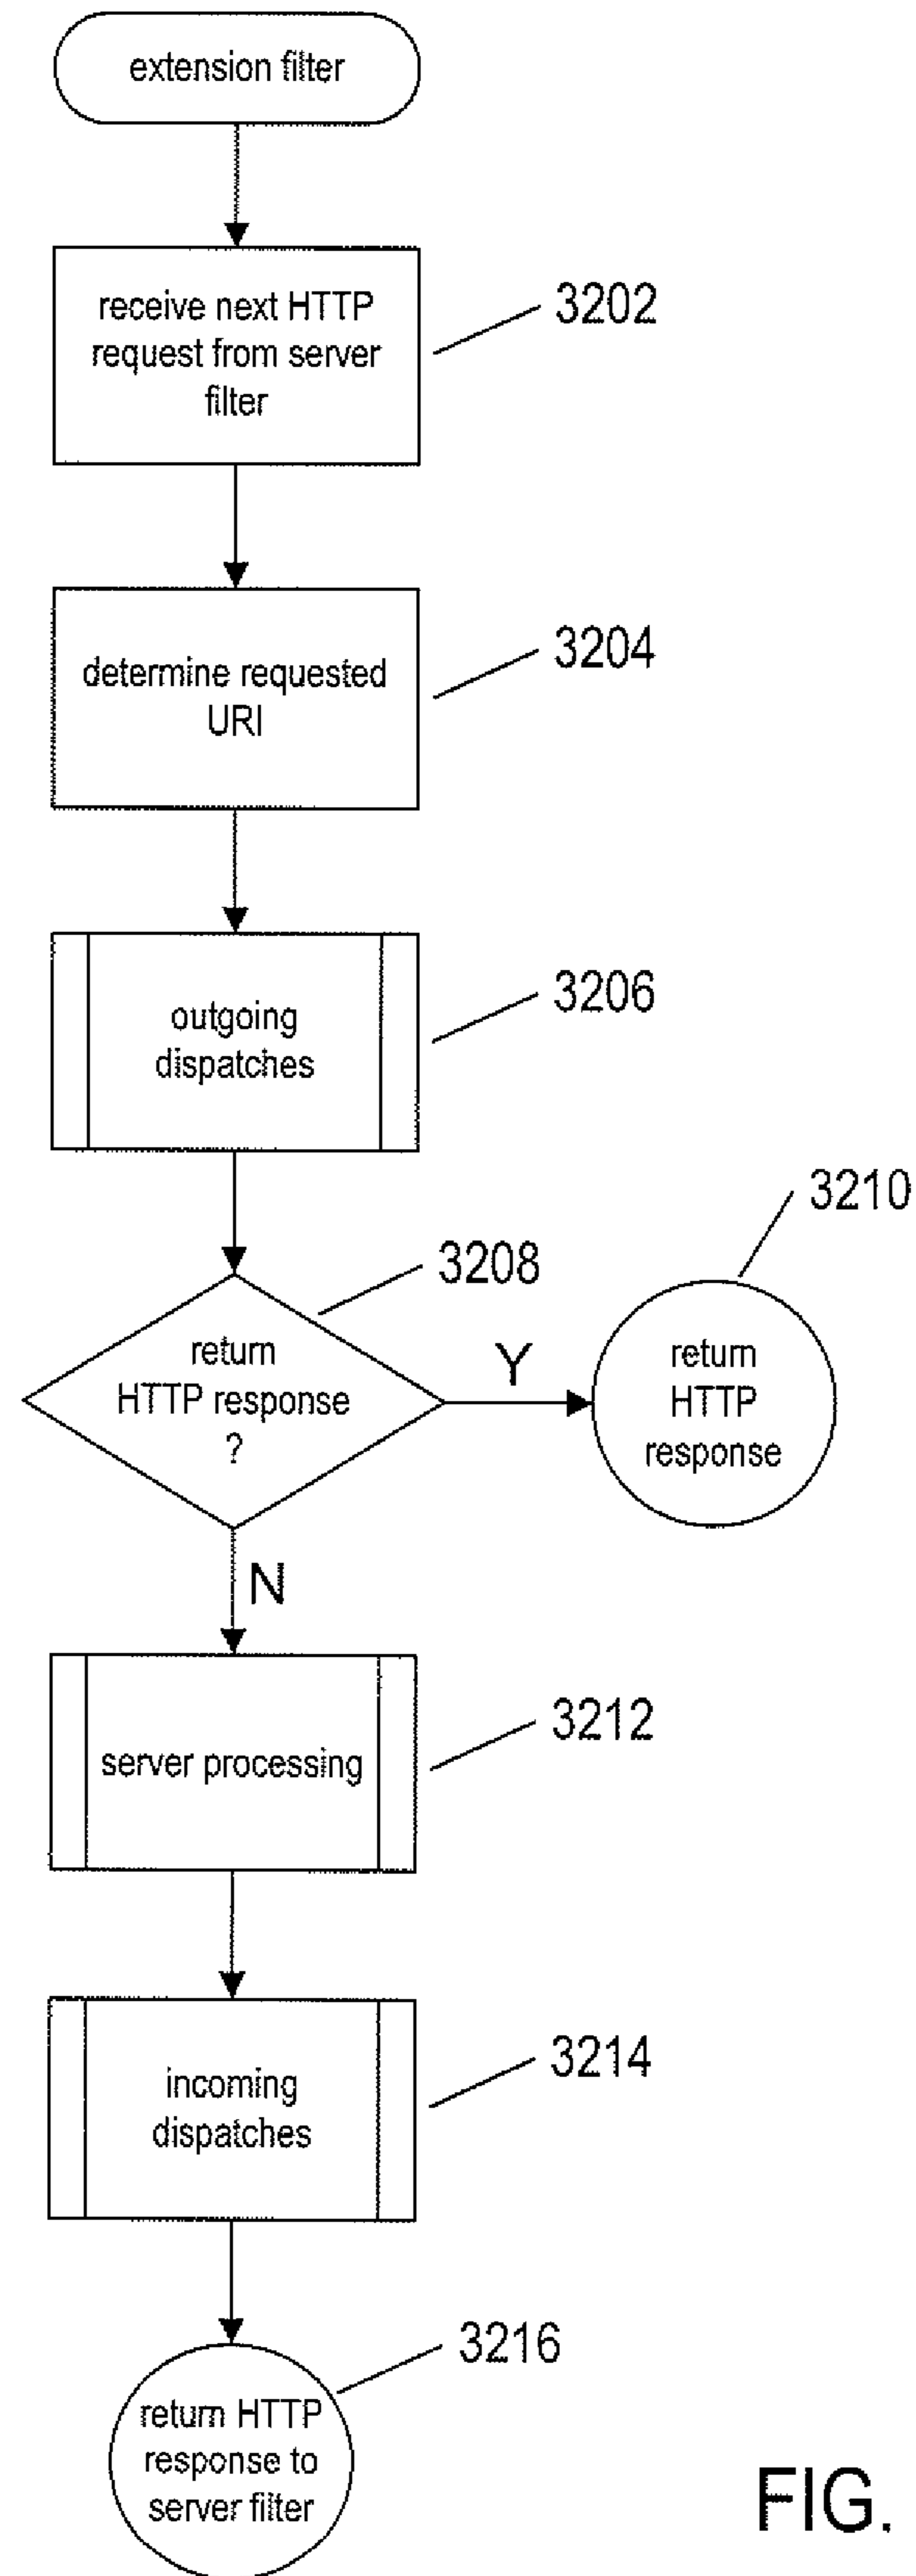 extension filter
receive next HTTP
request from server
filter
3202
determine requested
URI
3204
outgoing
dispatches
3206
3208
return
HTTP response
?
Y
3210
return
HTTP
response
N
server processing
3212
incoming
dispatches
3214
3216
return HTTP
response to
server filter
FIG.